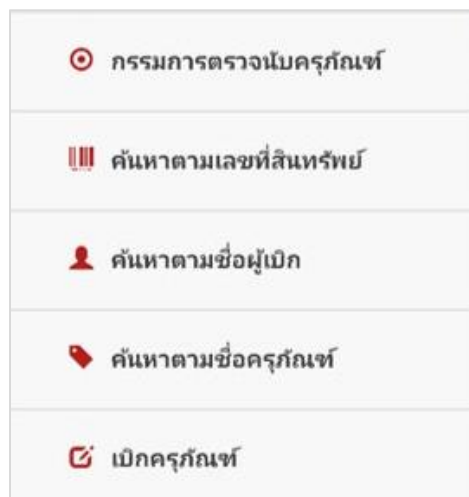 กรรมการตรวจนับครุภัณฑ์
ค้นหาตามเลขที่สินทรัพย์
ค้นหาตามชื่อผู้เบิก
ค้นหาตามชื่อครุภัณฑ์
เบิกครุภัณฑ์